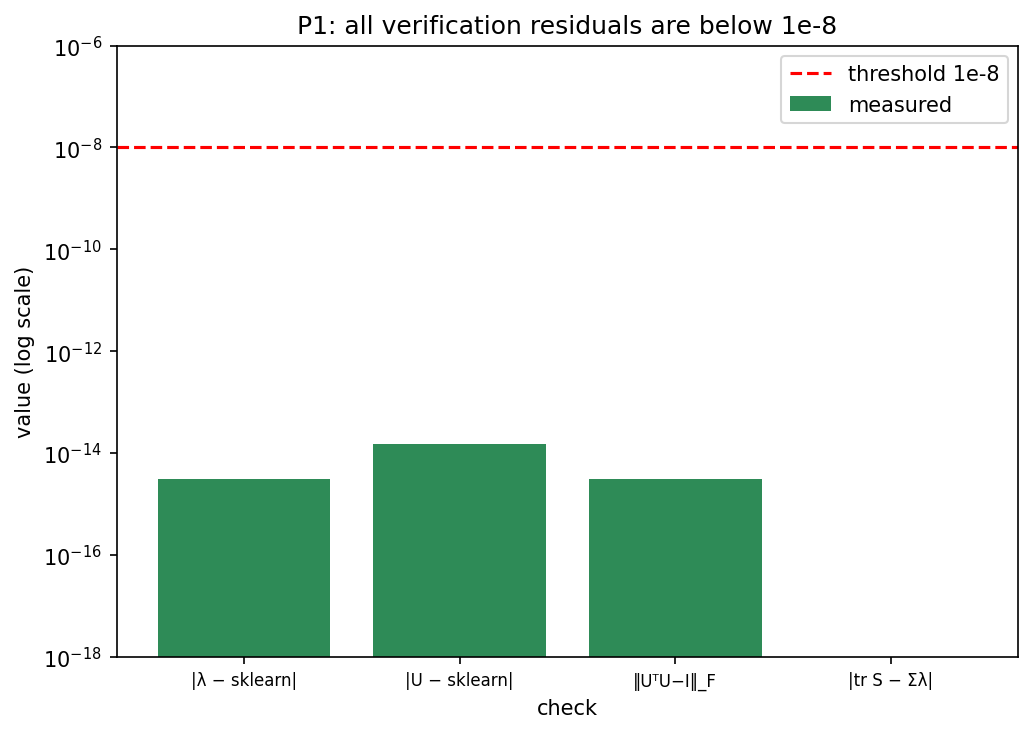 P1: all verification residuals are below 1e-8
threshold 1e-8
measured
value (log scale)
10⁻⁶
10⁻⁸
10⁻¹⁰
10⁻¹²
10⁻¹⁴
10⁻¹⁶
10⁻¹⁸
|λ − sklearn|
|U − sklearn|
‖UᵀU−I‖_F
|tr S − Σλ|
check